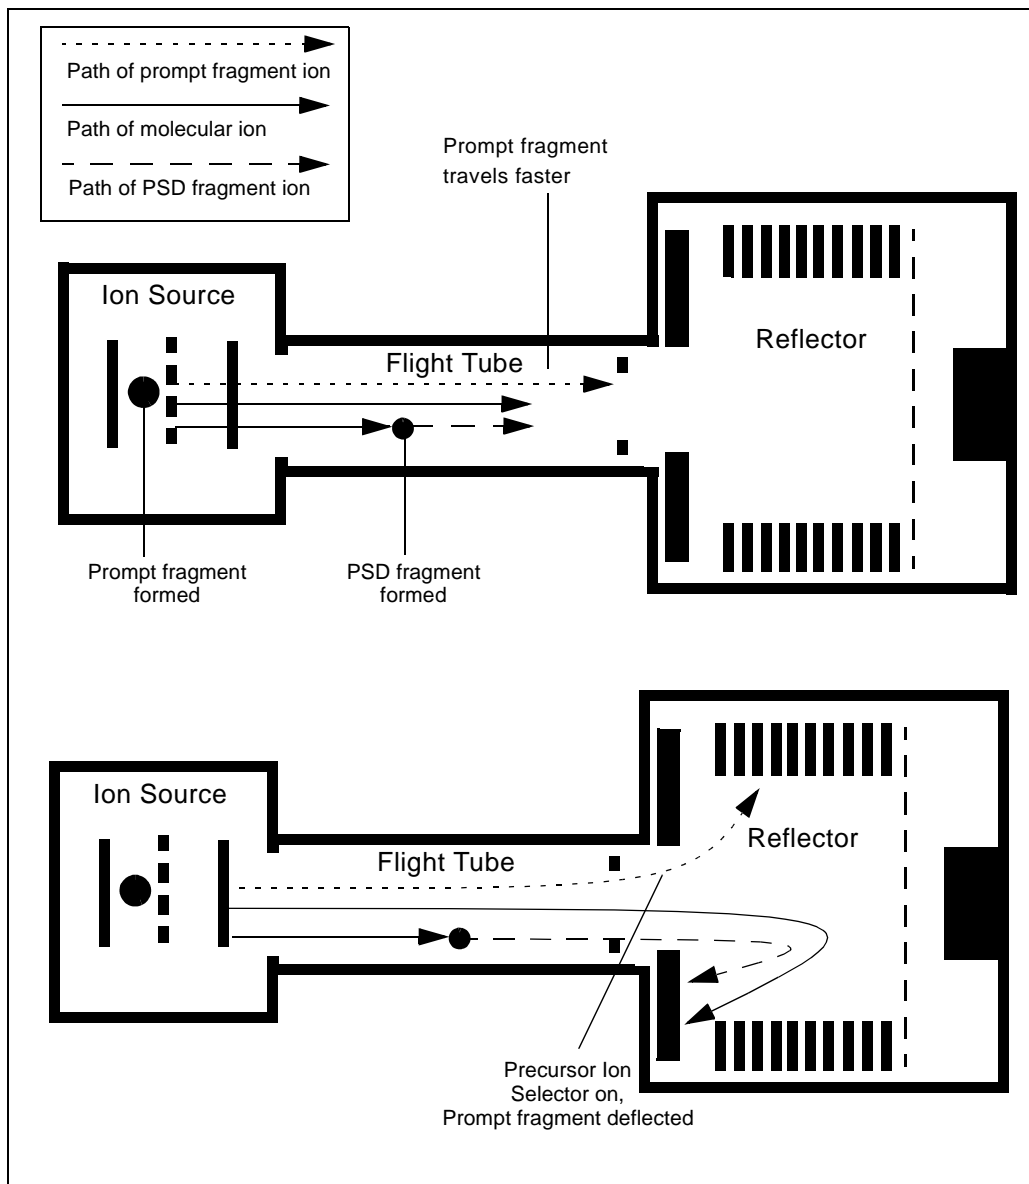 Path of prompt fragment ion
Path of molecular ion
Path of PSD fragment ion
Prompt fragment
travels faster
Ion Source
Flight Tube
Reflector
Prompt fragment
formed
PSD fragment
formed
Ion Source
Flight Tube
Reflector
Precursor Ion
Selector on,
Prompt fragment deflected